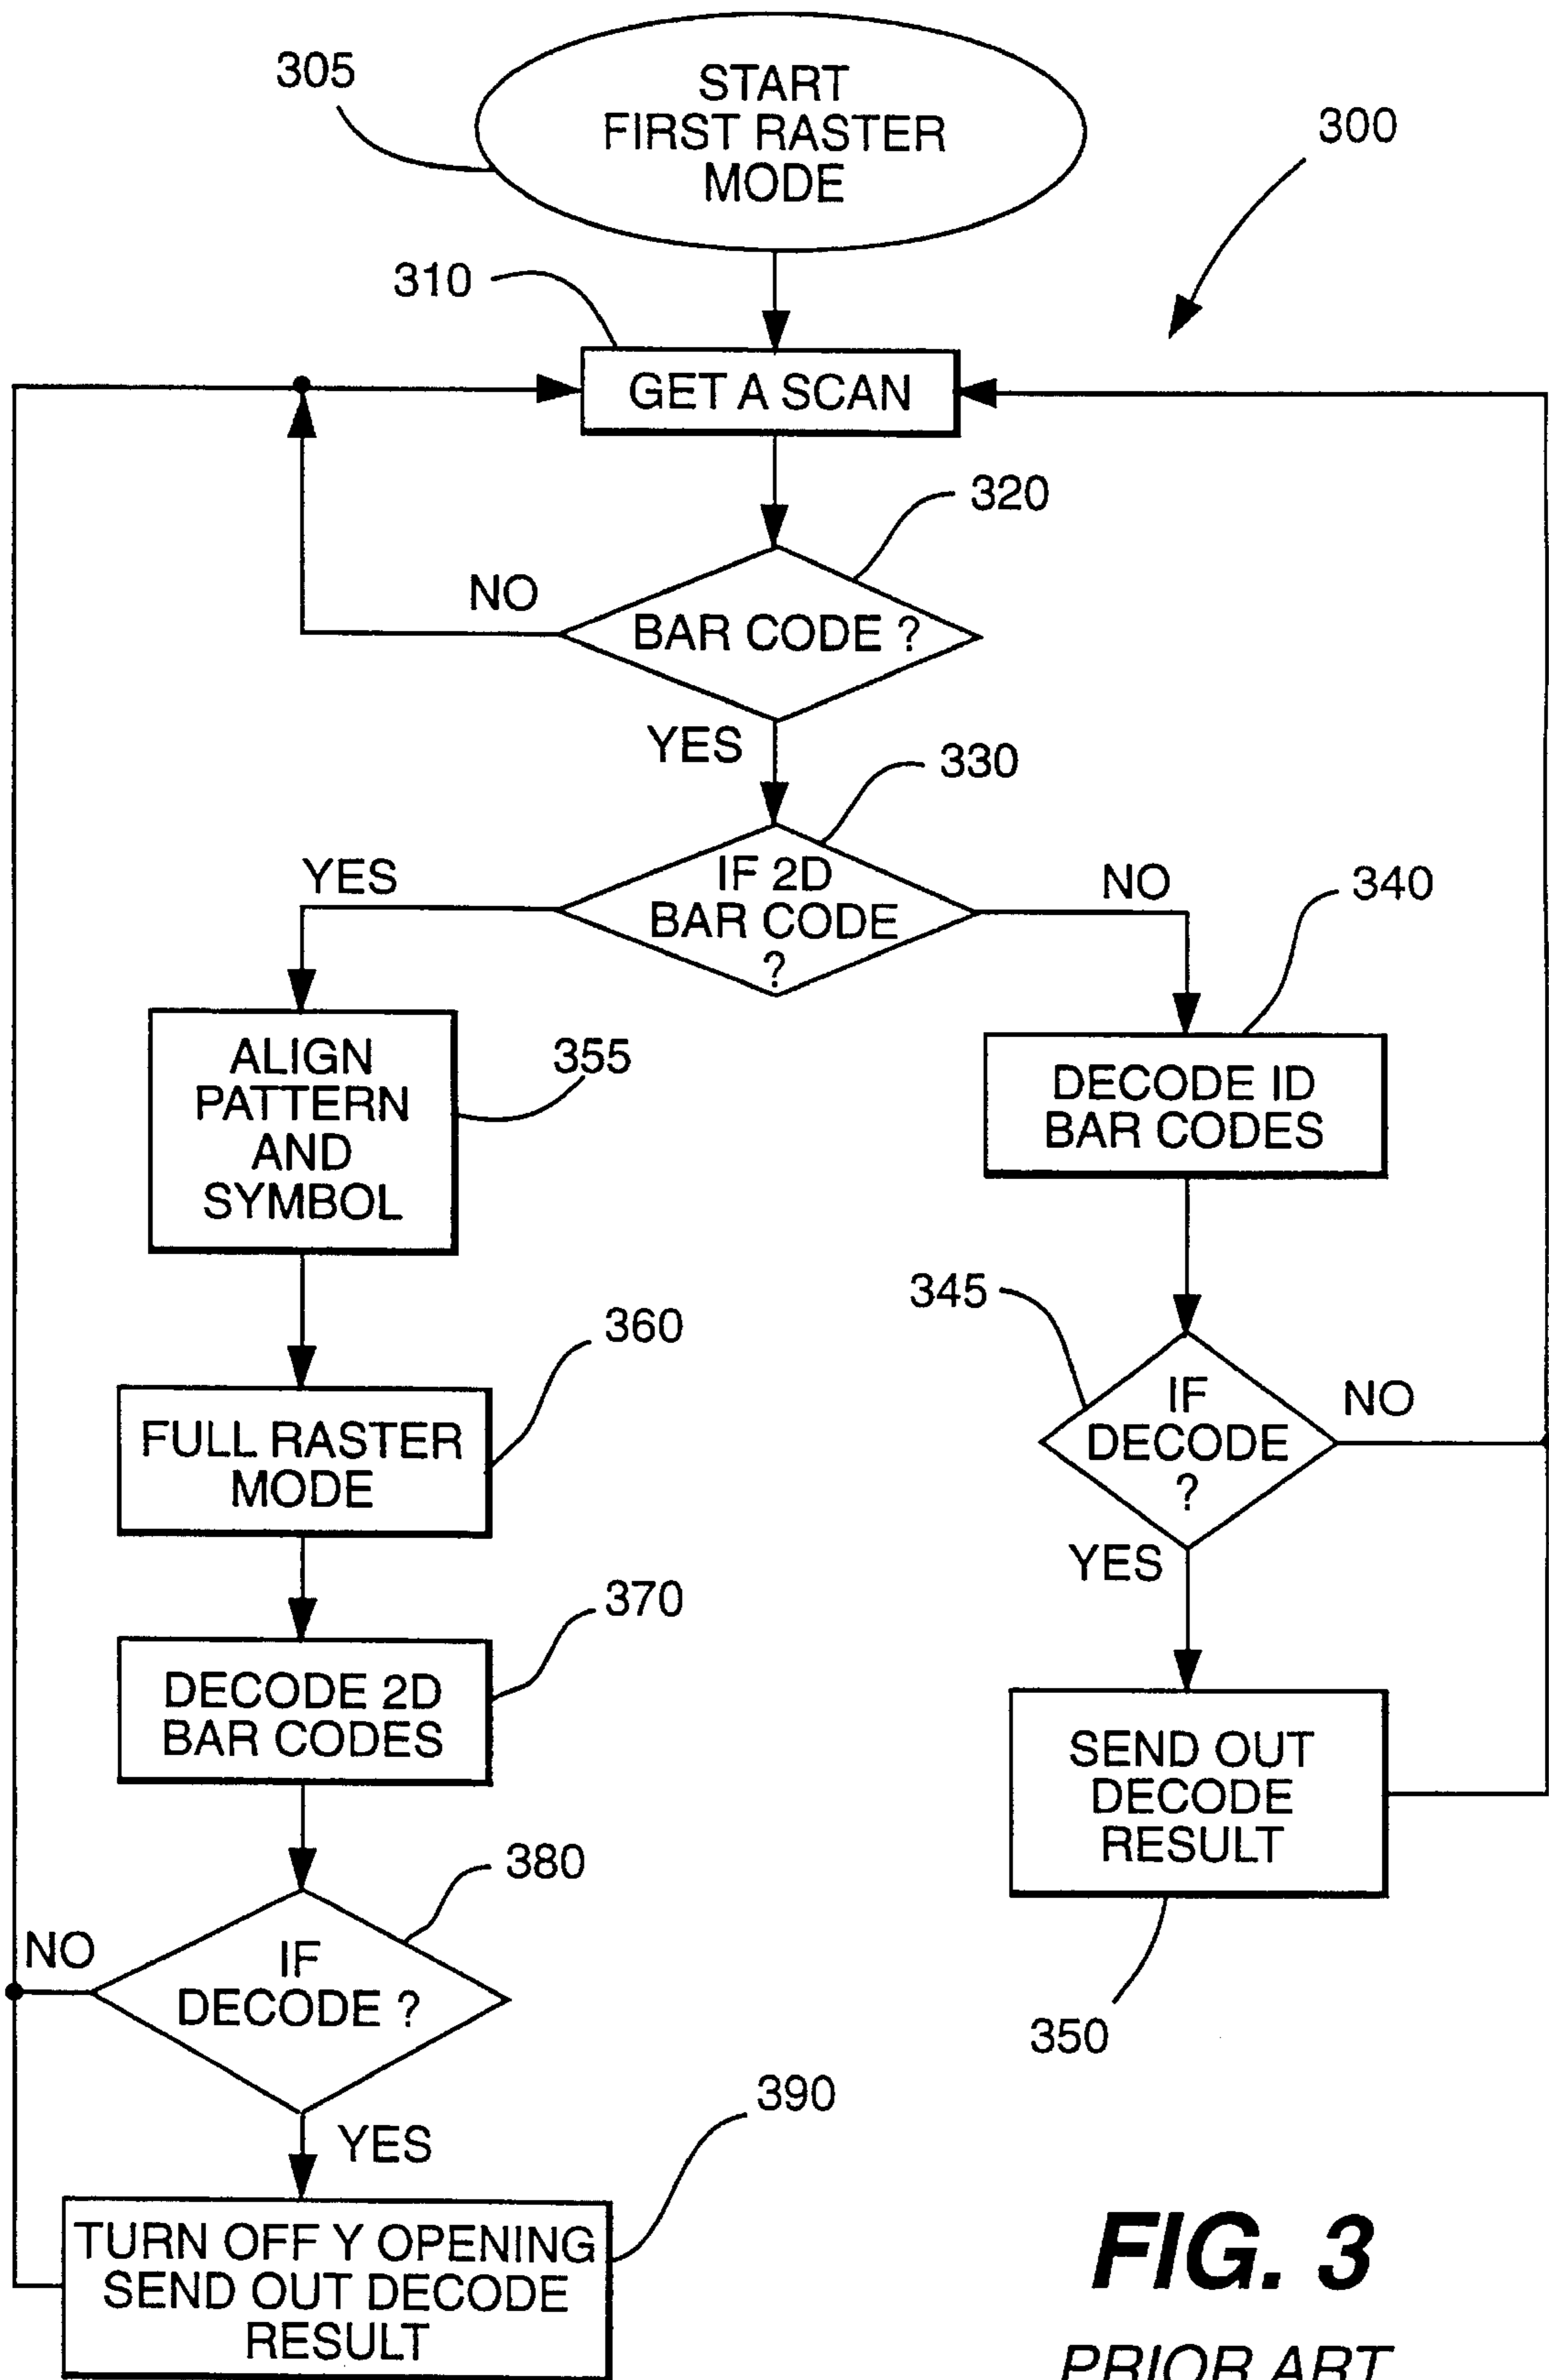 305
START
FIRST RASTER
MODE
300
310
GET A SCAN
320
NO
BAR CODE ?
YES
330
YES
IF 2D
BAR CODE
?
NO
340
ALIGN
PATTERN
AND
SYMBOL
355
DECODE ID
BAR CODES
345
IF
DECODE
?
NO
360
FULL RASTER
MODE
YES
370
DECODE 2D
BAR CODES
SEND OUT
DECODE
RESULT
380
NO
IF
DECODE ?
350
390
YES
TURN OFF Y OPENING
SEND OUT DECODE
RESULT
FIG. 3
PRIOR ART